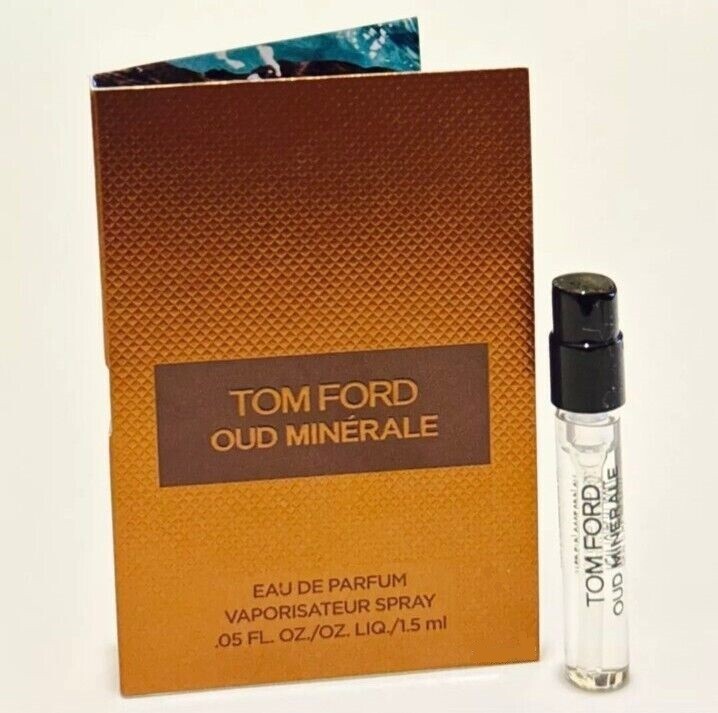 TOM FORD
OUD MINÉRALE
EAU DE PARFUM
VAPORISATEUR SPRAY
.05 FL. OZ./OZ. LIQ./1.5 ml
TOM FORD
OUD MINÉRALE